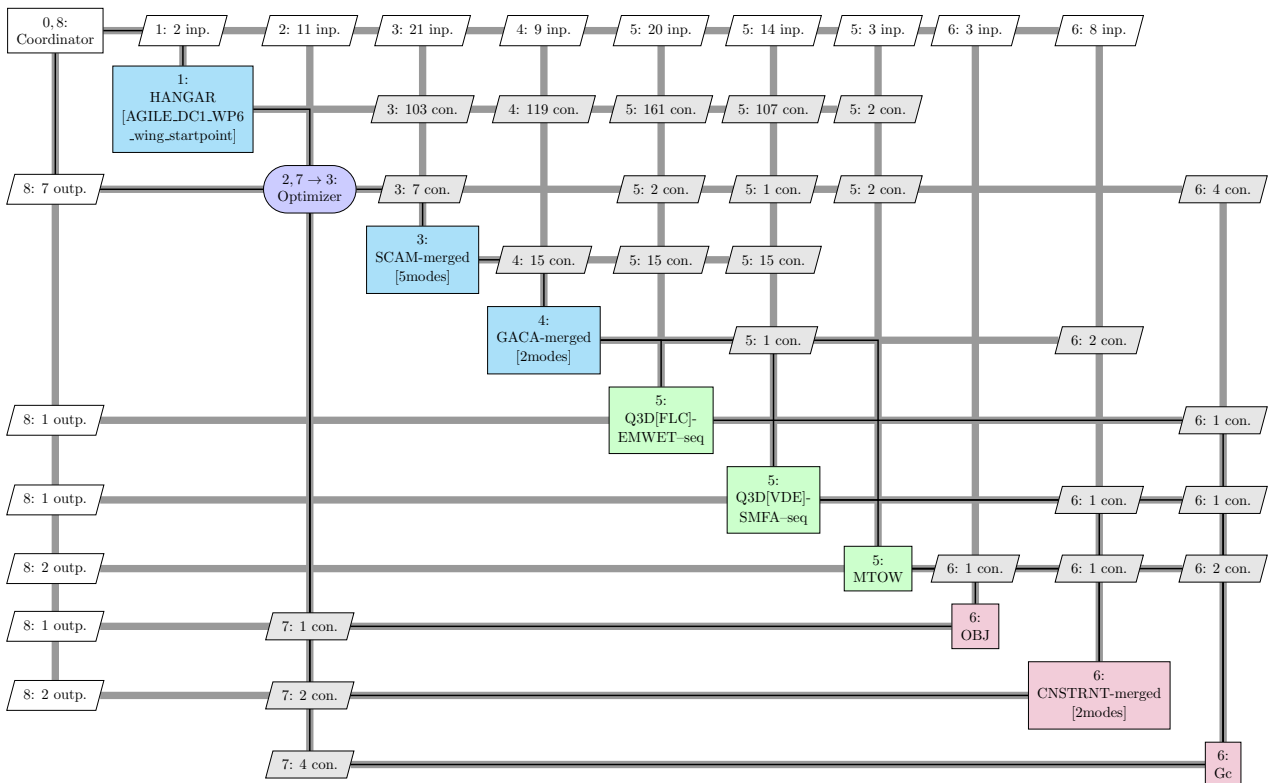 0, 8:
Coordinator
1: 2 inp.
2: 11 inp.
3: 21 inp.
4: 9 inp.
5: 20 inp.
5: 14 inp.
5: 3 inp.
6: 3 inp.
6: 8 inp.
1:
HANGAR
[AGILE_DC1_WP6
_wing_startpoint]
3: 103 con.
4: 119 con.
5: 161 con.
5: 107 con.
5: 2 con.
8: 7 outp.
2, 7 → 3:
Optimizer
3: 7 con.
5: 2 con.
5: 1 con.
5: 2 con.
6: 4 con.
3:
SCAM-merged
[5modes]
4: 15 con.
5: 15 con.
5: 15 con.
4:
GACA-merged
[2modes]
5: 1 con.
6: 2 con.
8: 1 outp.
5:
Q3D[FLC]-
EMWET–seq
6: 1 con.
8: 1 outp.
5:
Q3D[VDE]-
SMFA–seq
6: 1 con.
6: 1 con.
8: 2 outp.
5:
MTOW
6: 1 con.
6: 1 con.
6: 2 con.
8: 1 outp.
7: 1 con.
6:
OBJ
8: 2 outp.
7: 2 con.
6:
CNSTRNT-merged
[2modes]
7: 4 con.
6:
Gc